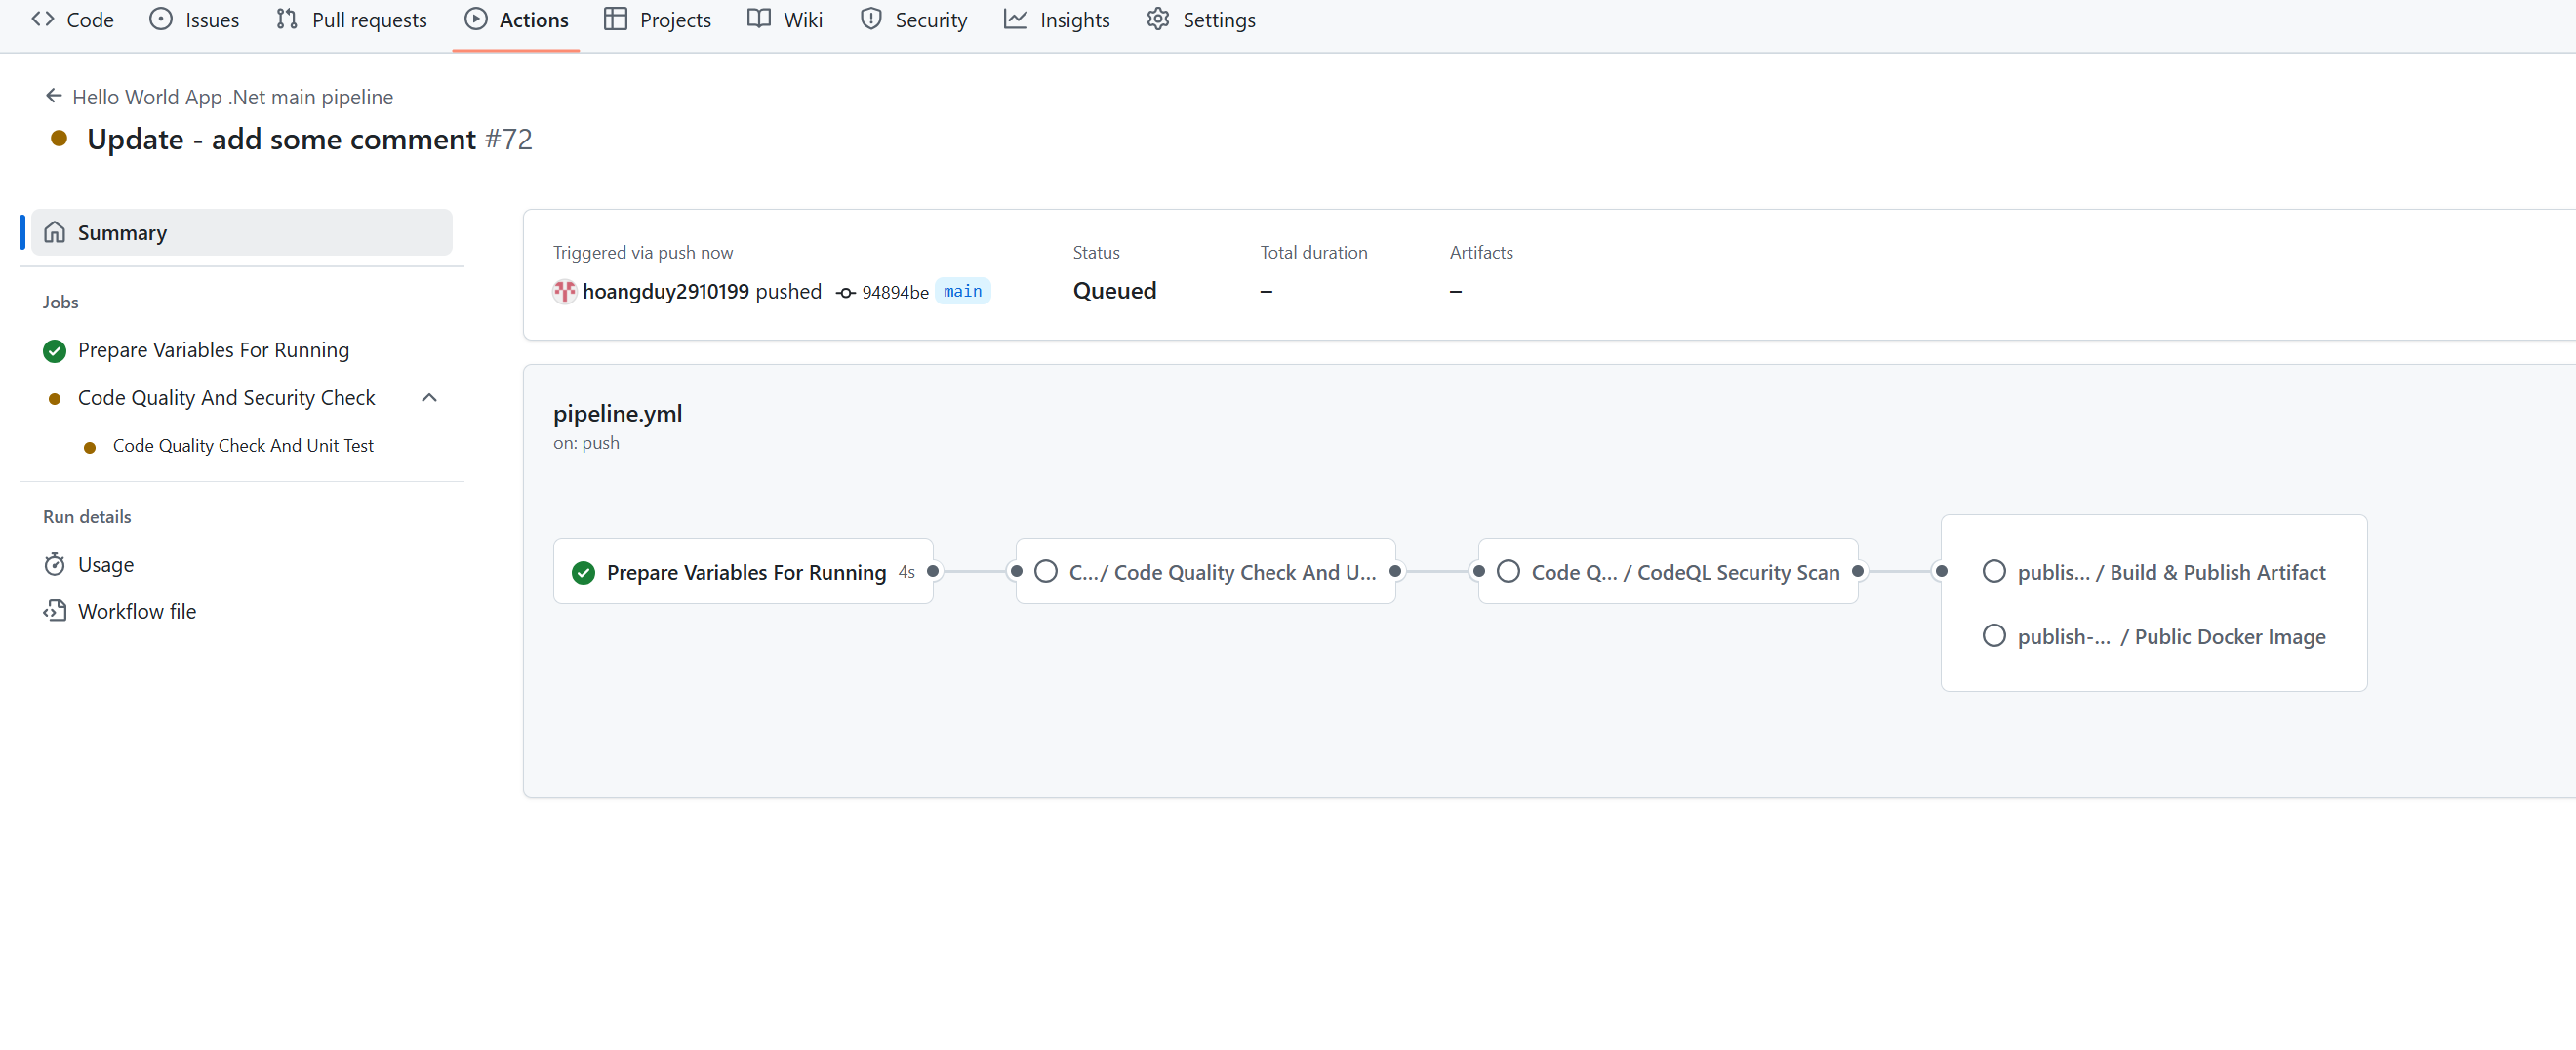 Code Issues Pull requests Actions Projects Wiki Security Insights Settings
Hello World App .Net main pipeline
Update - add some comment #72
Summary
Jobs
Prepare Variables For Running
Code Quality And Security Check
Code Quality Check And Unit Test
Run details
Usage
Workflow file
Triggered via push now
hoangduy2910199 pushed 94894be main
Status
Queued
Total duration
–
Artifacts
–
pipeline.yml
on: push
Prepare Variables For Running 4s
C... / Code Quality Check And U...
Code Q... / CodeQL Security Scan
publis... / Build & Publish Artifact
publish-... / Public Docker Image